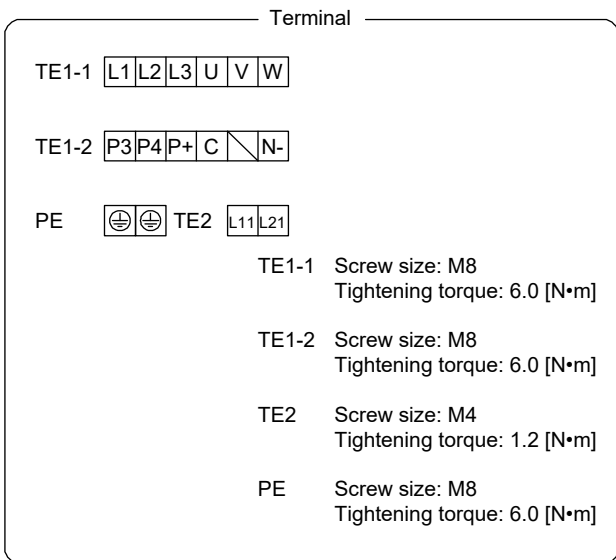 Terminal
TE1-1 L1 L2 L3 U V W
TE1-2 P3 P4 P+ C N-
PE TE2 L11 L21
TE1-1 Screw size: M8
Tightening torque: 6.0 [N•m]
TE1-2 Screw size: M8
Tightening torque: 6.0 [N•m]
TE2 Screw size: M4
Tightening torque: 1.2 [N•m]
PE Screw size: M8
Tightening torque: 6.0 [N•m]